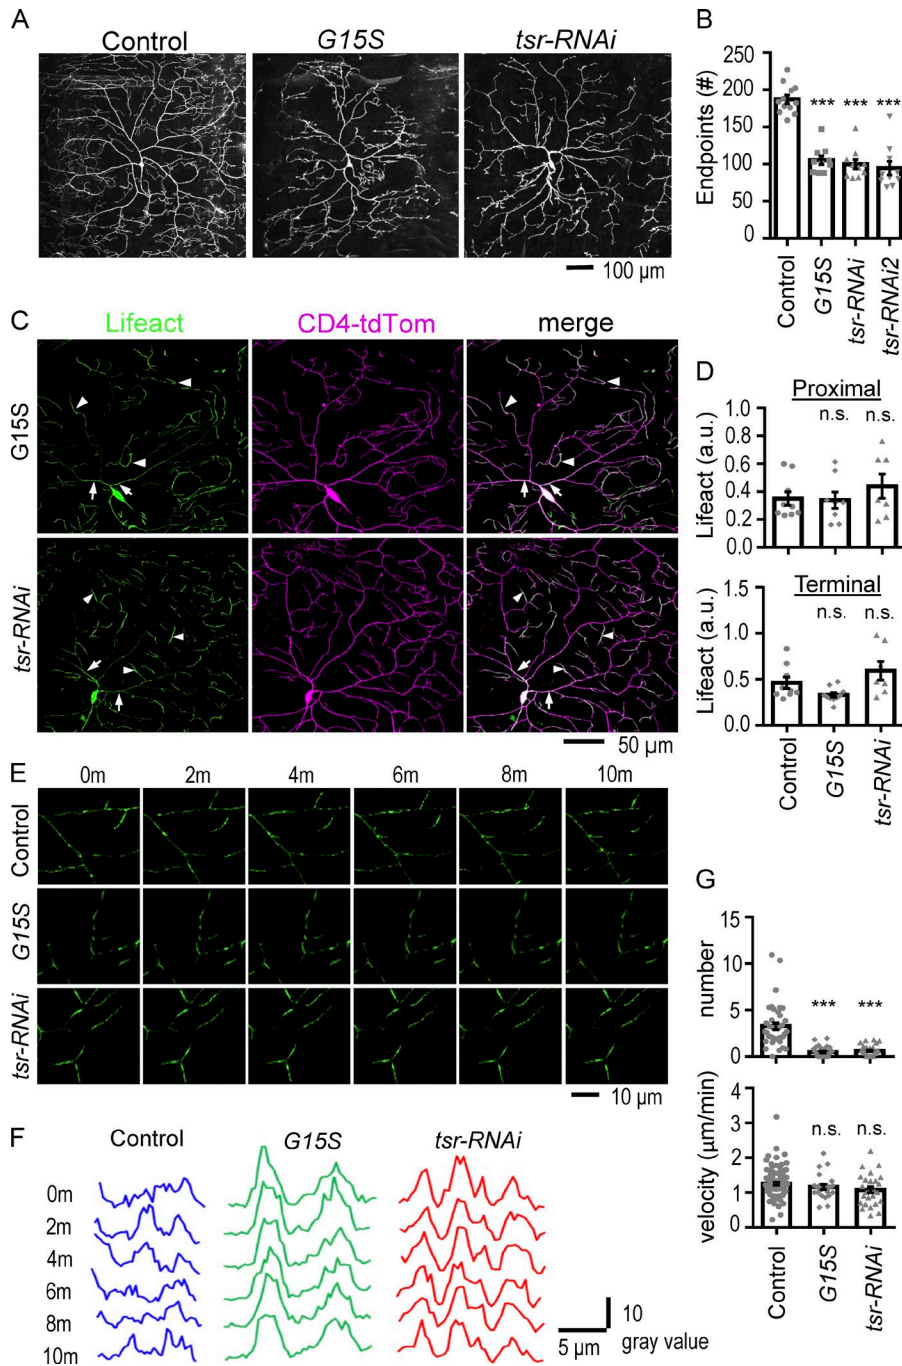 A
Control
G15S
tsr-RNAi
100 µm
B
Endpoints (#)
250
200
150
100
50
0
***
***
***
Control
G15S
tsr-RNAi
tsr-RNAi2
C
Lifeact
CD4-tdTom
merge
G15S
tsr-RNAi
50 µm
D
Proximal
Lifeact (a.u.)
1.0
0.8
0.6
0.4
0.2
0.0
n.s.
n.s.
Terminal
Lifeact (a.u.)
1.5
1.0
0.5
0.0
n.s.
n.s.
Control
G15S
tsr-RNAi
E
0m
2m
4m
6m
8m
10m
Control
G15S
tsr-RNAi
10 µm
F
Control
G15S
tsr-RNAi
0m
2m
4m
6m
8m
10m
5 µm
10
gray value
G
number
15
10
5
0
***
***
velocity (µm/min)
4
3
2
1
0
n.s.
n.s.
Control
G15S
tsr-RNAi